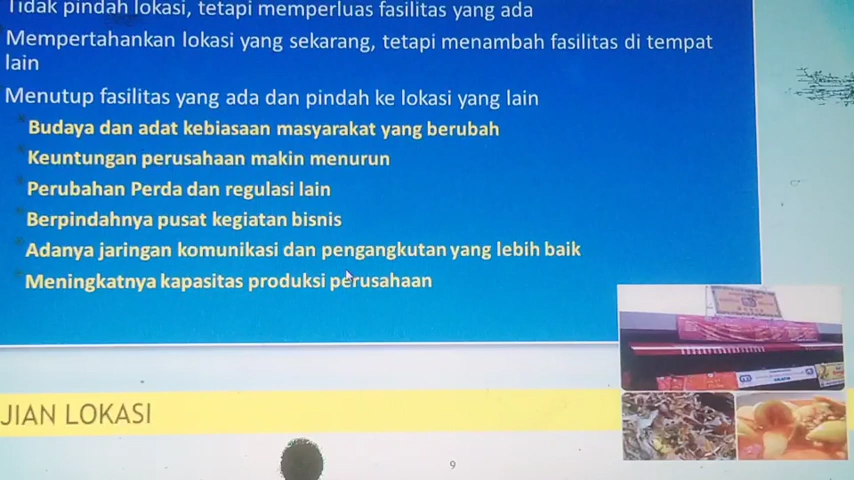 Tidak pindah lokasi, tetapi memperluas fasilitas yang ada
Mempertahankan lokasi yang sekarang, tetapi menambah fasilitas di tempat
lain
Menutup fasilitas yang ada dan pindah ke lokasi yang lain
Budaya dan adat kebiasaan masyarakat yang berubah
Keuntungan perusahaan makin menurun
Perubahan Perda dan regulasi lain
Berpindahnya pusat kegiatan bisnis
Adanya jaringan komunikasi dan pengangkutan yang lebih baik
Meningkatnya kapasitas produksi perusahaan
JIAN LOKASI
9